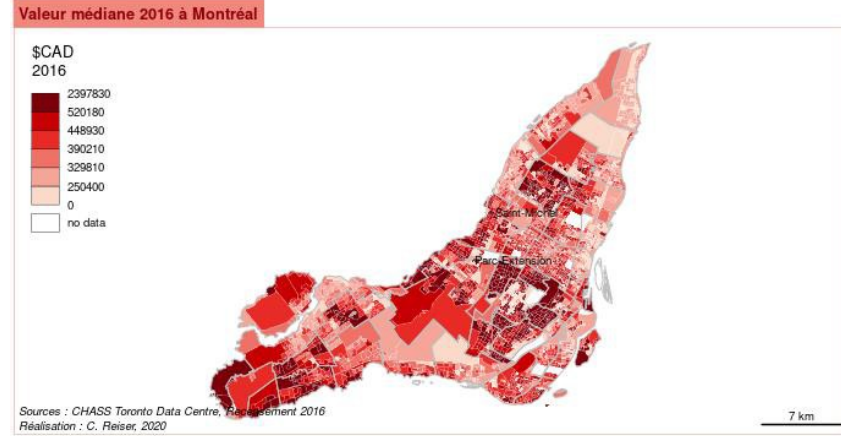 Valeur médiane 2016 à Montréal
$CAD
2016
2397830
520180
448930
390210
329810
250400
0
no data
Saint-Michel
Parc-Extension
Sources : CHASS Toronto Data Centre, Recensement 2016
Réalisation : C. Reiser, 2020
7 km